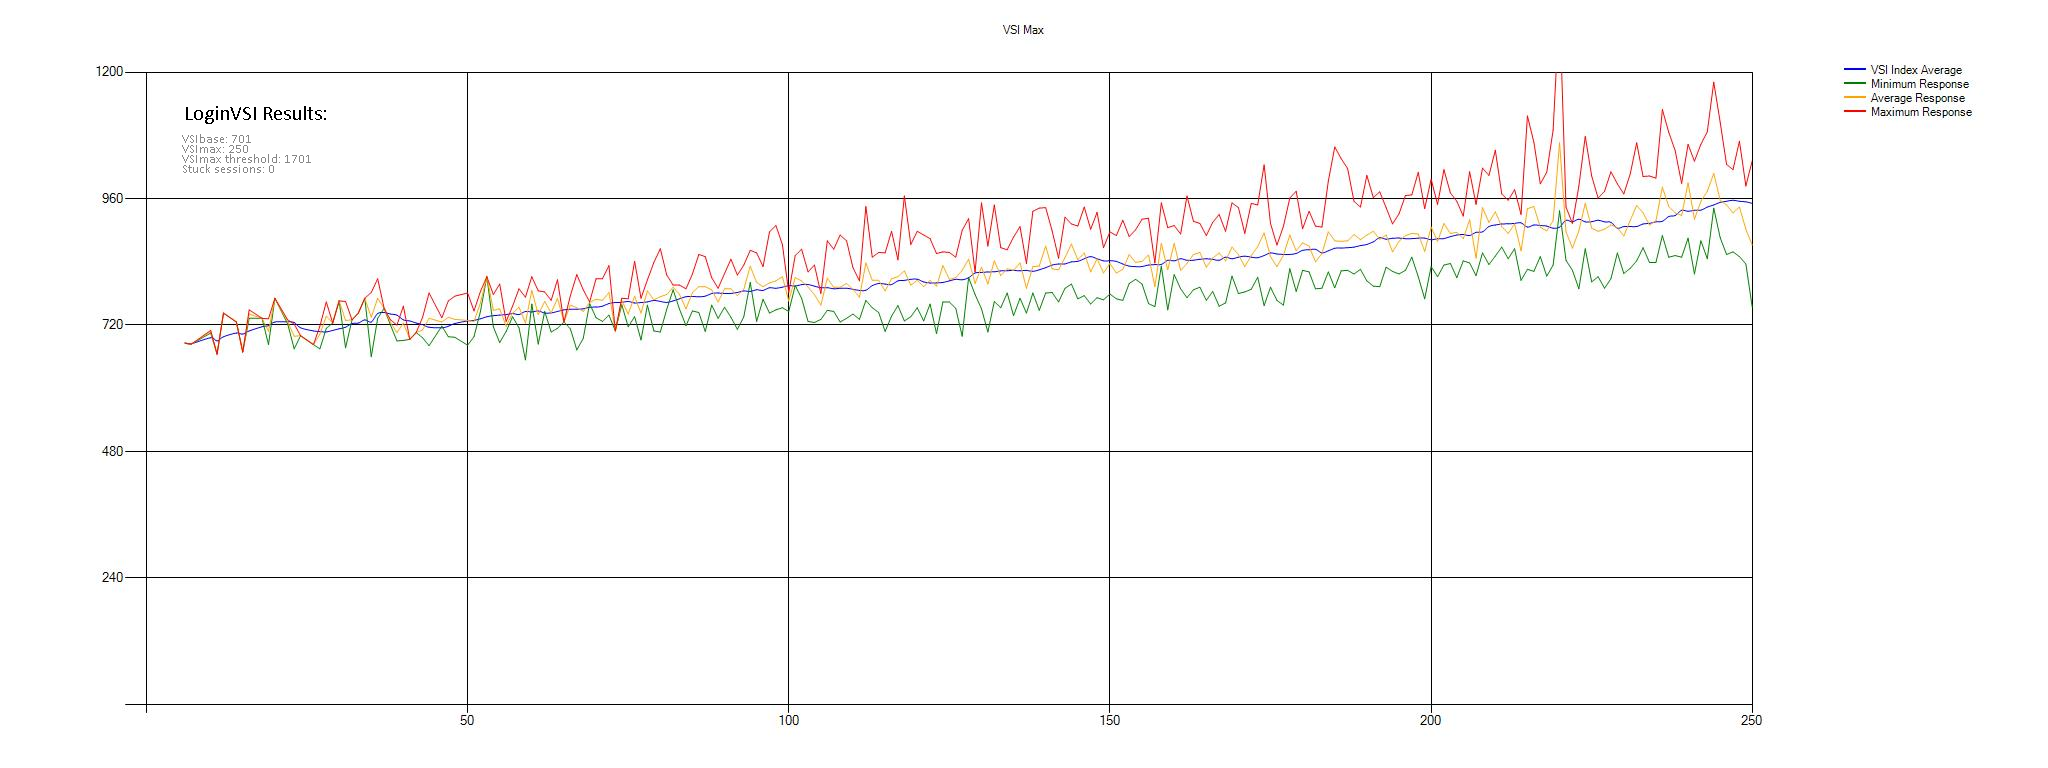 VSI Max
1200
960
720
480
240
50
100
150
200
250
LoginVSI Results:
VSIbase: 701
VSImax: 250
VSImax threshold: 1701
Stuck sessions: 0
VSI Index Average
Minimum Response
Average Response
Maximum Response